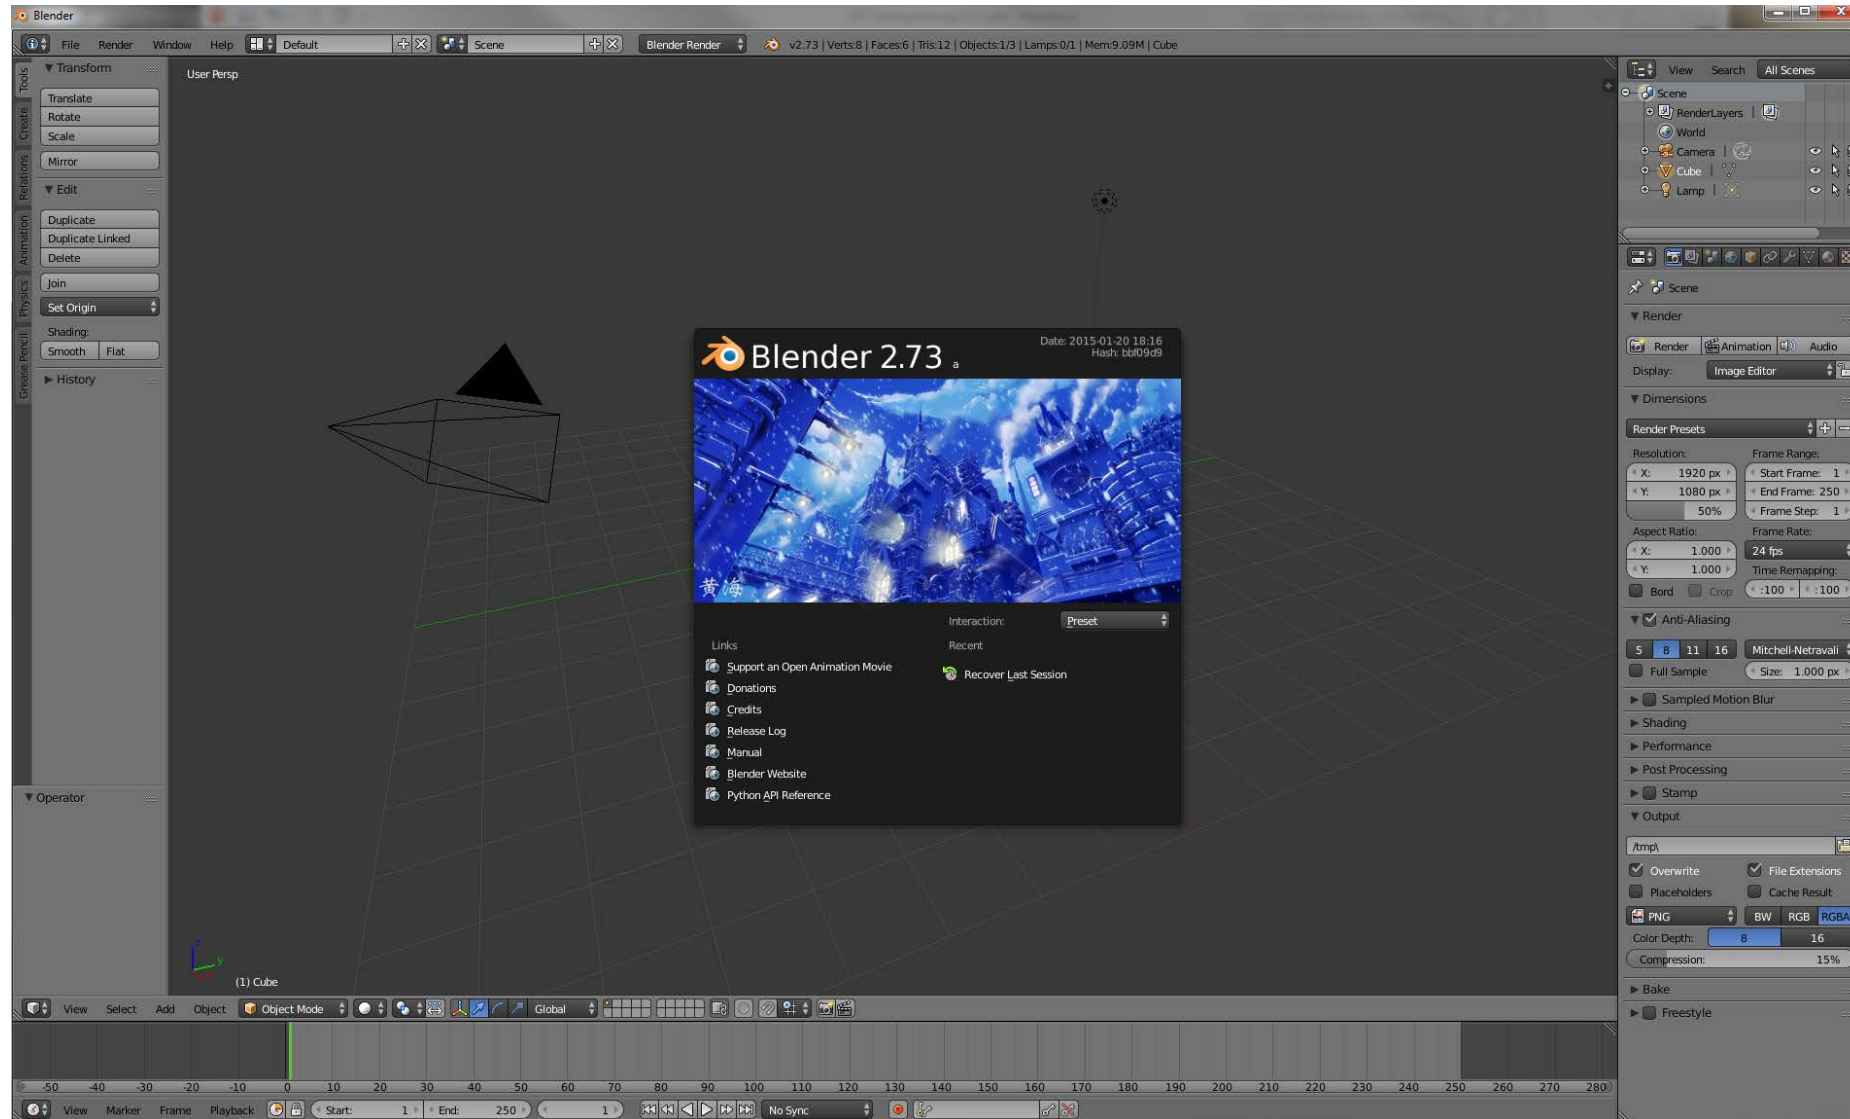 Blender
File Render Window Help Default Scene Blender Render v2.73 | Verts:8 | Faces:6 | Tris:12 | Objects:1/3 | Lamps:0/1 | Mem:9.09M | Cube
Tools
Create
Relations
Animation
Physics
Grease Pencil
Transform
Translate
Rotate
Scale
Mirror
Edit
Duplicate
Duplicate Linked
Delete
Join
Set Origin
Shading:
Smooth Flat
History
Operator
User Persp
Blender 2.73 a
Date: 2015-01-20 18:16
Hash: bbf09d9
黄海
Interaction: Preset
Links
Support an Open Animation Movie
Donations
Credits
Release Log
Manual
Blender Website
Python API Reference
Recent
Recover Last Session
z
y
(1) Cube
View Select Add Object Object Mode Global
-50 -40 -30 -20 -10 0 10 20 30 40 50 60 70 80 90 100 110 120 130 140 150 160 170 180 190 200 210 220 230 240 250 260 270 280
View Marker Frame Playback Start: 1 End: 250 1 No Sync
View Search All Scenes
Scene
RenderLayers
World
Camera
Cube
Lamp
Scene
Render
Render Animation Audio
Display: Image Editor
Dimensions
Render Presets
Resolution: Frame Range:
X: 1920 px Start Frame: 1
Y: 1080 px End Frame: 250
50% Frame Step: 1
Aspect Ratio: Frame Rate:
X: 1.000 24 fps
Y: 1.000 Time Remapping:
Bord Crop :100 :100
Anti-Aliasing
5 8 11 16 Mitchell-Netravali
Full Sample Size: 1.000 px
Sampled Motion Blur
Shading
Performance
Post Processing
Stamp
Output
/tmp\
Overwrite File Extensions
Placeholders Cache Result
PNG BW RGB RGBA
Color Depth: 8 16
Compression: 15%
Bake
Freestyle